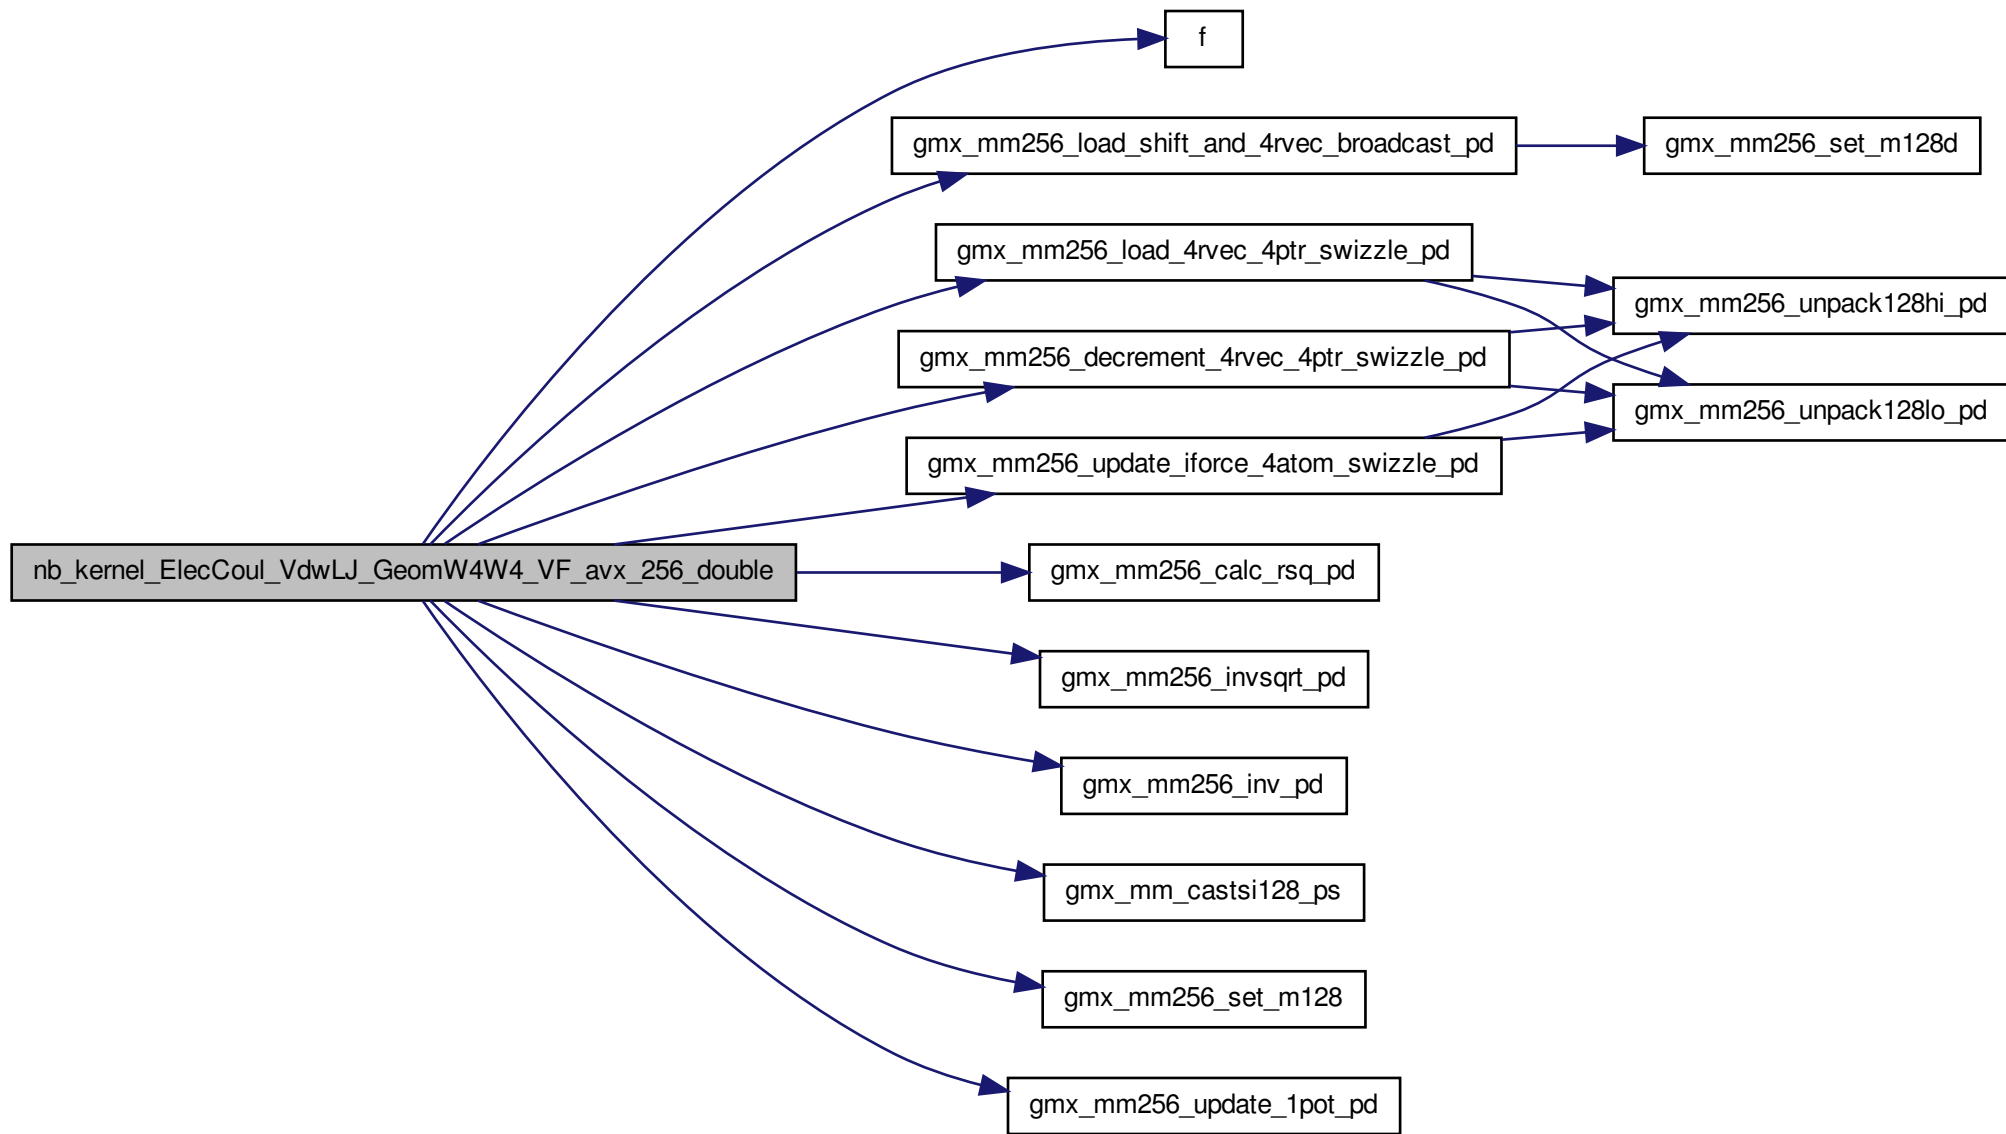 f
gmx_mm256_load_shift_and_4rvec_broadcast_pd
gmx_mm256_set_m128d
gmx_mm256_load_4rvec_4ptr_swizzle_pd
gmx_mm256_unpack128hi_pd
gmx_mm256_decrement_4rvec_4ptr_swizzle_pd
gmx_mm256_unpack128lo_pd
gmx_mm256_update_iforce_4atom_swizzle_pd
nb_kernel_ElecCoul_VdwLJ_GeomW4W4_VF_avx_256_double
gmx_mm256_calc_rsq_pd
gmx_mm256_invsqrt_pd
gmx_mm256_inv_pd
gmx_mm_castsi128_ps
gmx_mm256_set_m128
gmx_mm256_update_1pot_pd